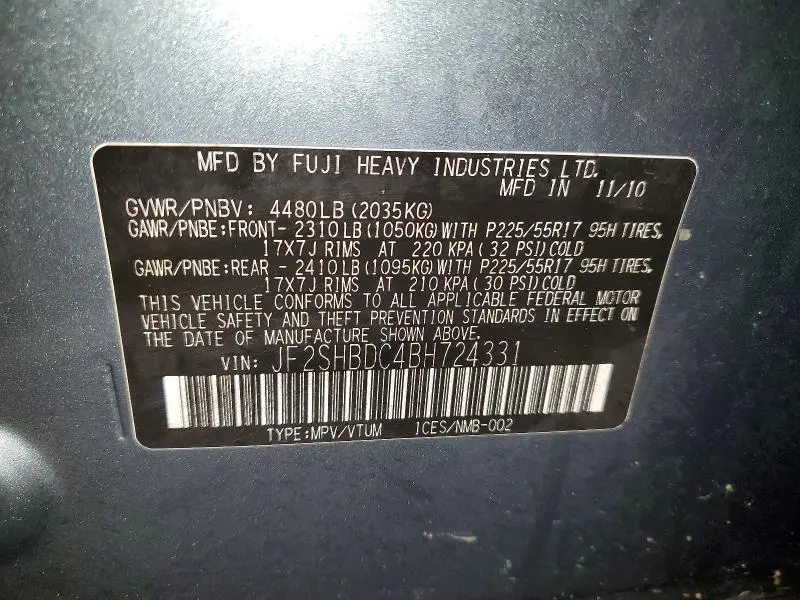 MFD BY FUJI HEAVY INDUSTRIES LTD.
MFD IN 11/10
GVWR/PNBV: 4480LB (2035KG)
GAWR/PNBE:FRONT- 2310 LB (1050KG) WITH P225/55R17 95H TIRES,
17X7J RIMS AT 220 KPA ( 32 PSI) COLD
GAWR/PNBE:REAR - 2410 LB (1095KG) WITH P225/55R17 95H TIRES,
17X7J RIMS AT 210 KPA ( 30 PSI) COLD
THIS VEHICLE CONFORMS TO ALL APPLICABLE FEDERAL MOTOR
VEHICLE SAFETY AND THEFT PREVENTION STANDARDS IN EFFECT ON
THE DATE OF MANUFACTURE SHOWN ABOVE.
VIN: JF2SHBDC4BH724331
TYPE:MPV/VTUM ICES/NMB-002